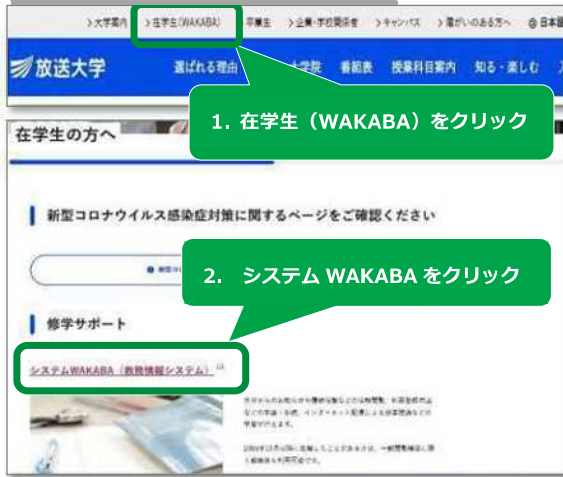 >大学案内 >在学生(WAKABA) 卒業生 >企業・学校関係者 >キャンパス >障がいのある方へ 日本語
放送大学 選ばれる理由 大学院 番組表 授業科目案内 知る・楽しむ
1. 在学生（WAKABA）をクリック
在学生の方へ
新型コロナウイルス感染症対策に関するページをご確認ください
2. システム WAKABA をクリック
修学サポート
システムWAKABA（教務情報システム）